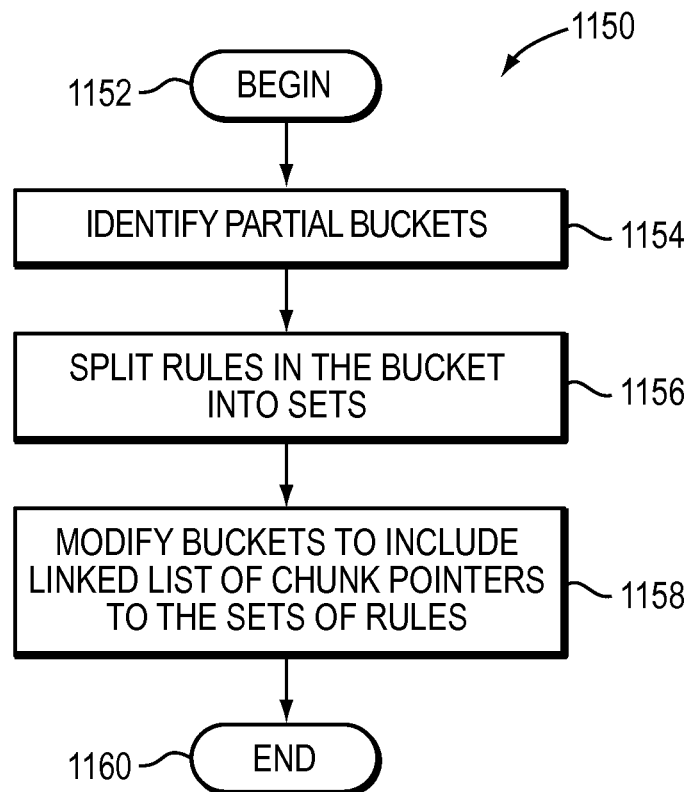 1150
1152
BEGIN
IDENTIFY PARTIAL BUCKETS
1154
SPLIT RULES IN THE BUCKET
INTO SETS
1156
MODIFY BUCKETS TO INCLUDE
LINKED LIST OF CHUNK POINTERS
TO THE SETS OF RULES
1158
1160
END